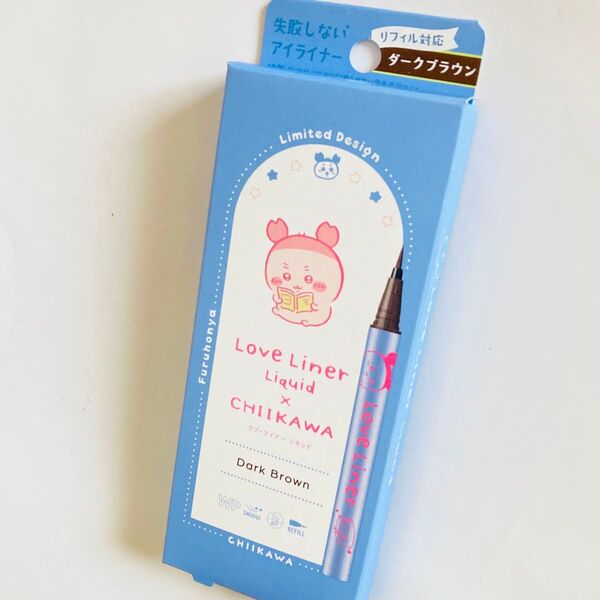 失敗しない
アイライナー
リフィル対応
ダークブラウン
Limited Design
Furuhonya
Love Liner
Liquid
×
CHIIKAWA
ラブ・ライナー リキッド
Dark Brown
WP
SMUDGE
OFF
REFILL
CHIIKAWA
Love Liner